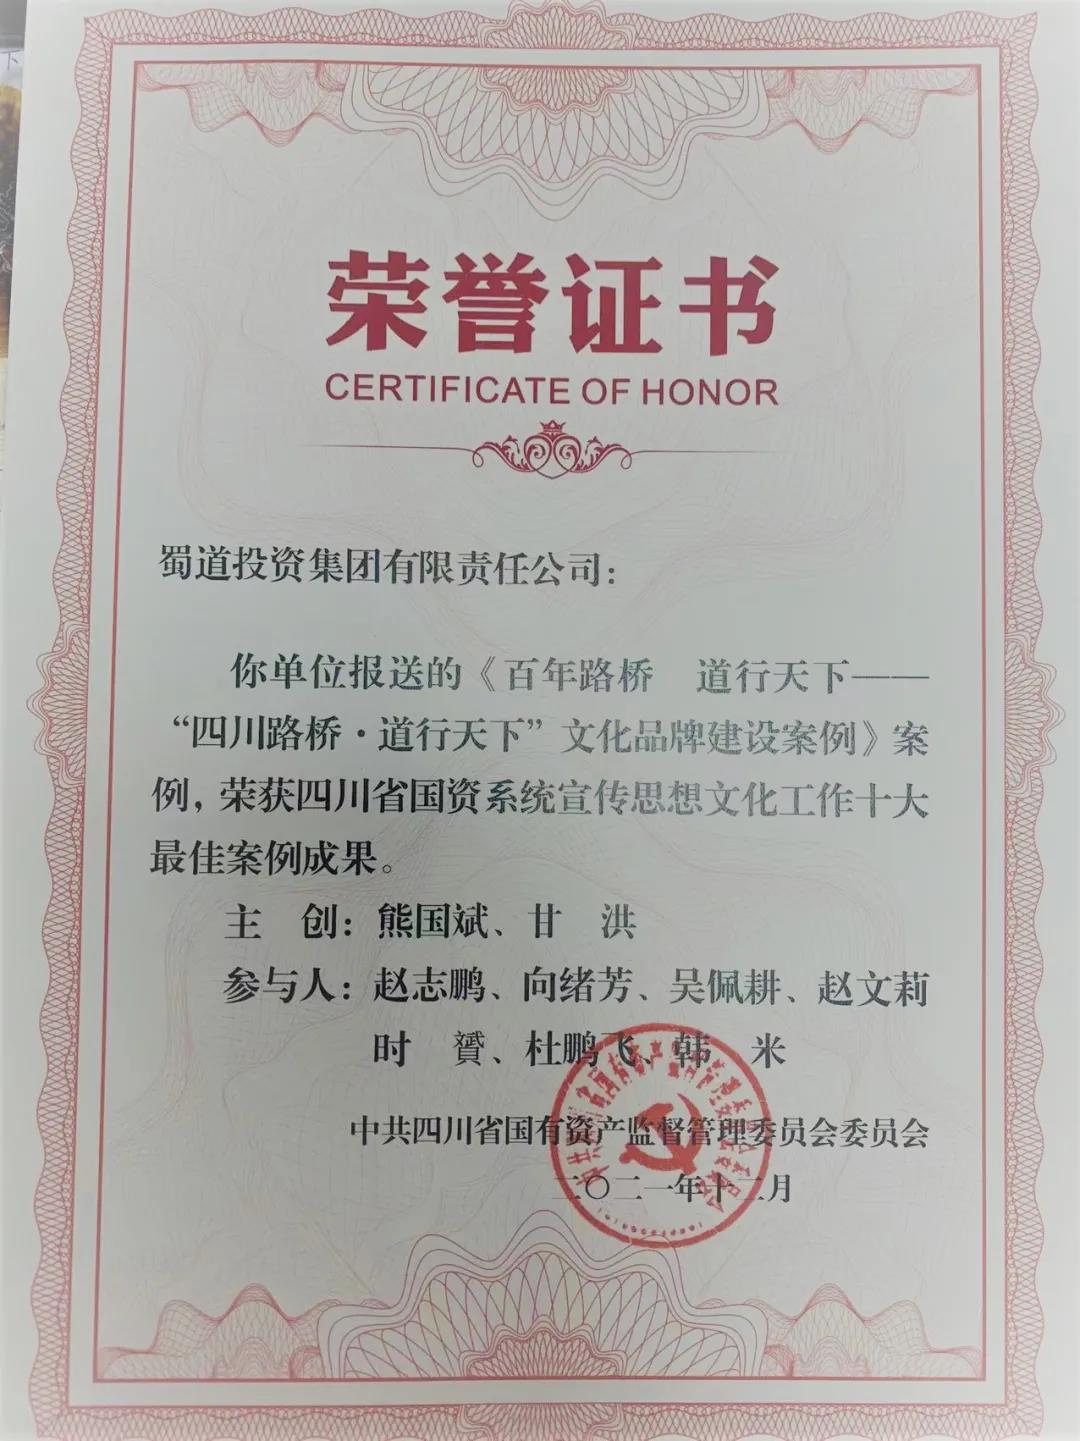 荣誉证书
CERTIFICATE OF HONOR
蜀道投资集团有限责任公司：
你单位报送的《百年路桥　道行天下——
“四川路桥·道行天下”文化品牌建设案例》案
例，荣获四川省国资系统宣传思想文化工作十大
最佳案例成果。
主　创：熊国斌、甘　洪
参与人：赵志鹏、向绪芳、吴佩耕、赵文莉
时　赟、杜鹏飞、韩　米
中共四川省国有资产监督管理委员会委员会
二〇二一年十二月